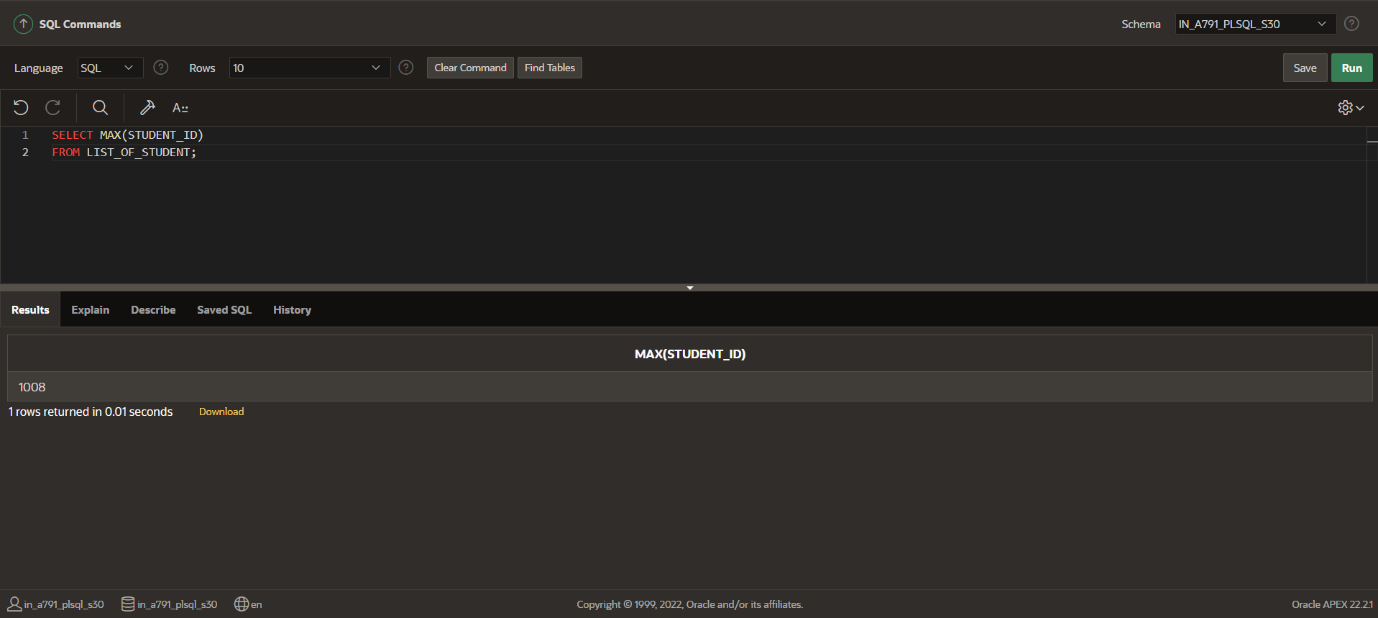 SQL Commands
Schema IN_A791_PLSQL_S30
Language SQL Rows 10 Clear Command Find Tables Save Run
A::
1 SELECT MAX(STUDENT_ID)
2 FROM LIST_OF_STUDENT;
Results Explain Describe Saved SQL History
MAX(STUDENT_ID)
1008
1 rows returned in 0.01 seconds Download
in_a791_plsql_s30 in_a791_plsql_s30 en Copyright © 1999, 2022, Oracle and/or its affiliates. Oracle APEX 22.2.1